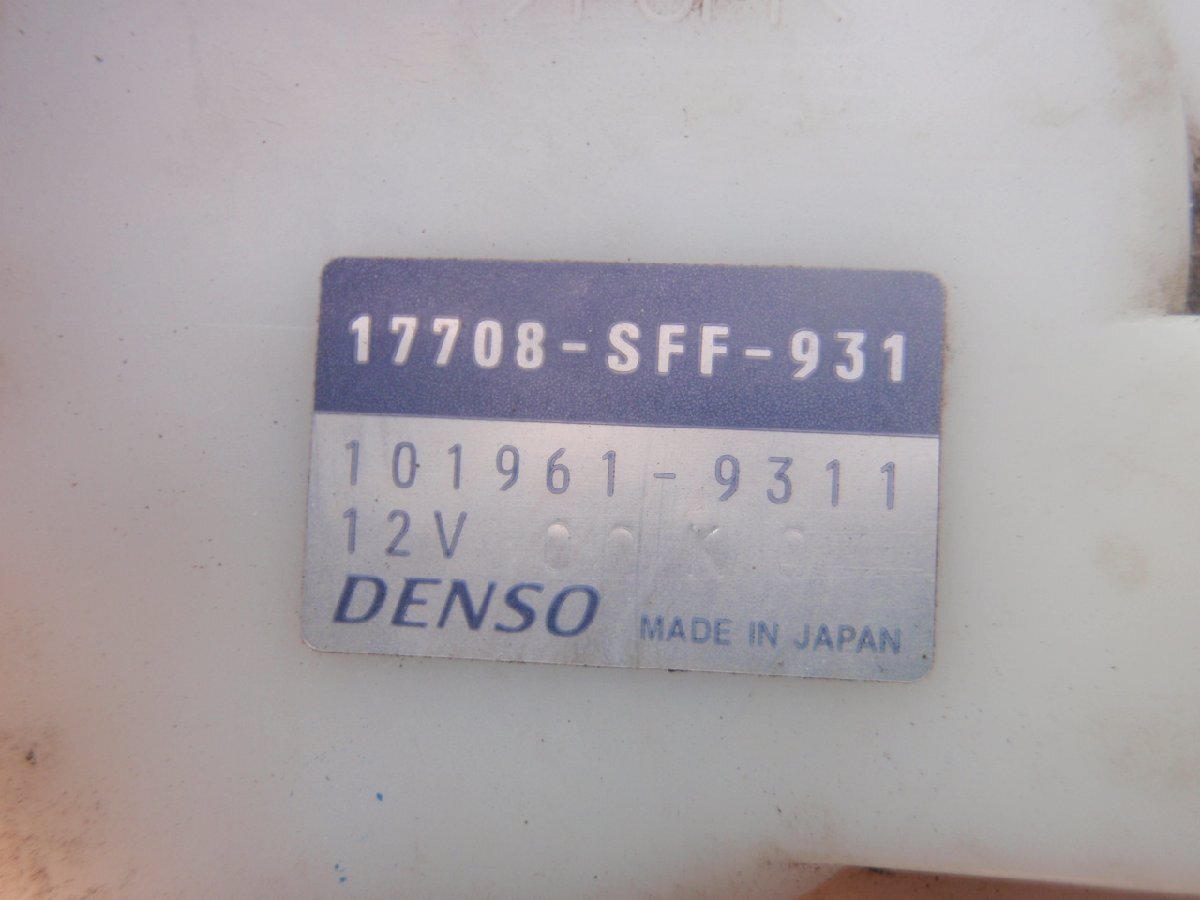 17708-SFF-931
101961-9311
12V
DENSO
MADE IN JAPAN